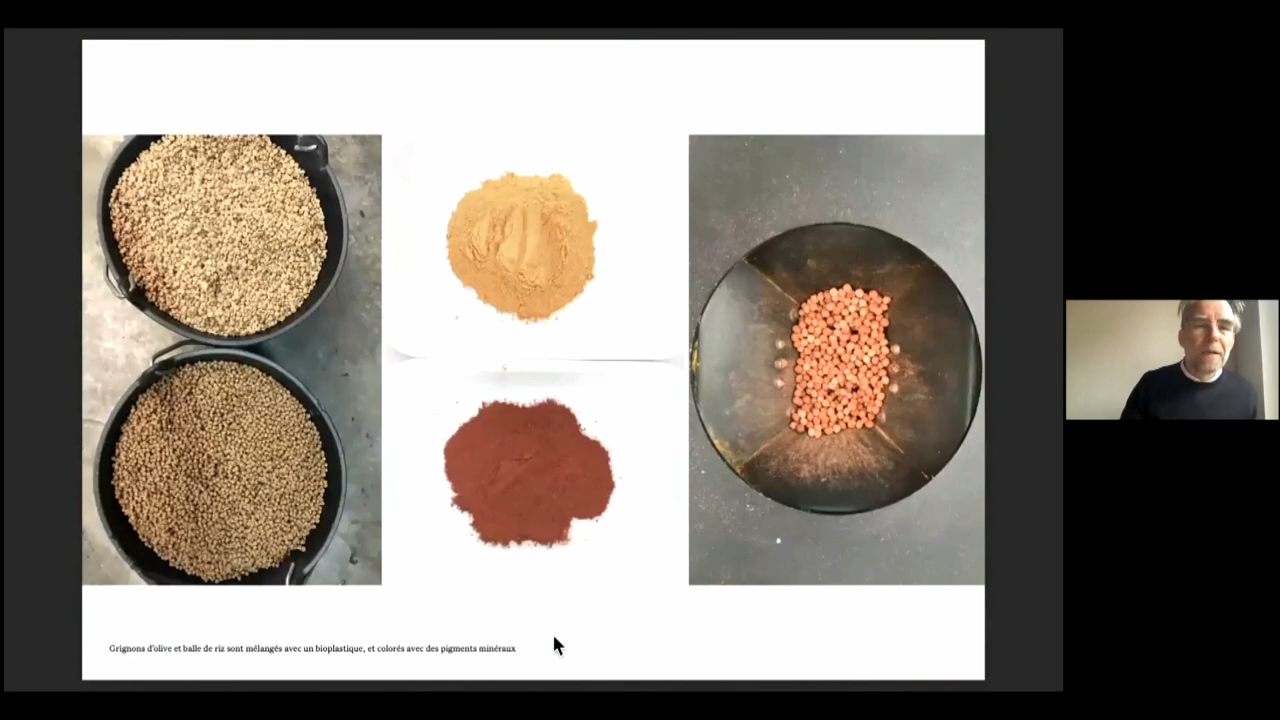 Grignons d'olive et balle de riz sont mélangés avec un bioplastique, et colorés avec des pigments minéraux